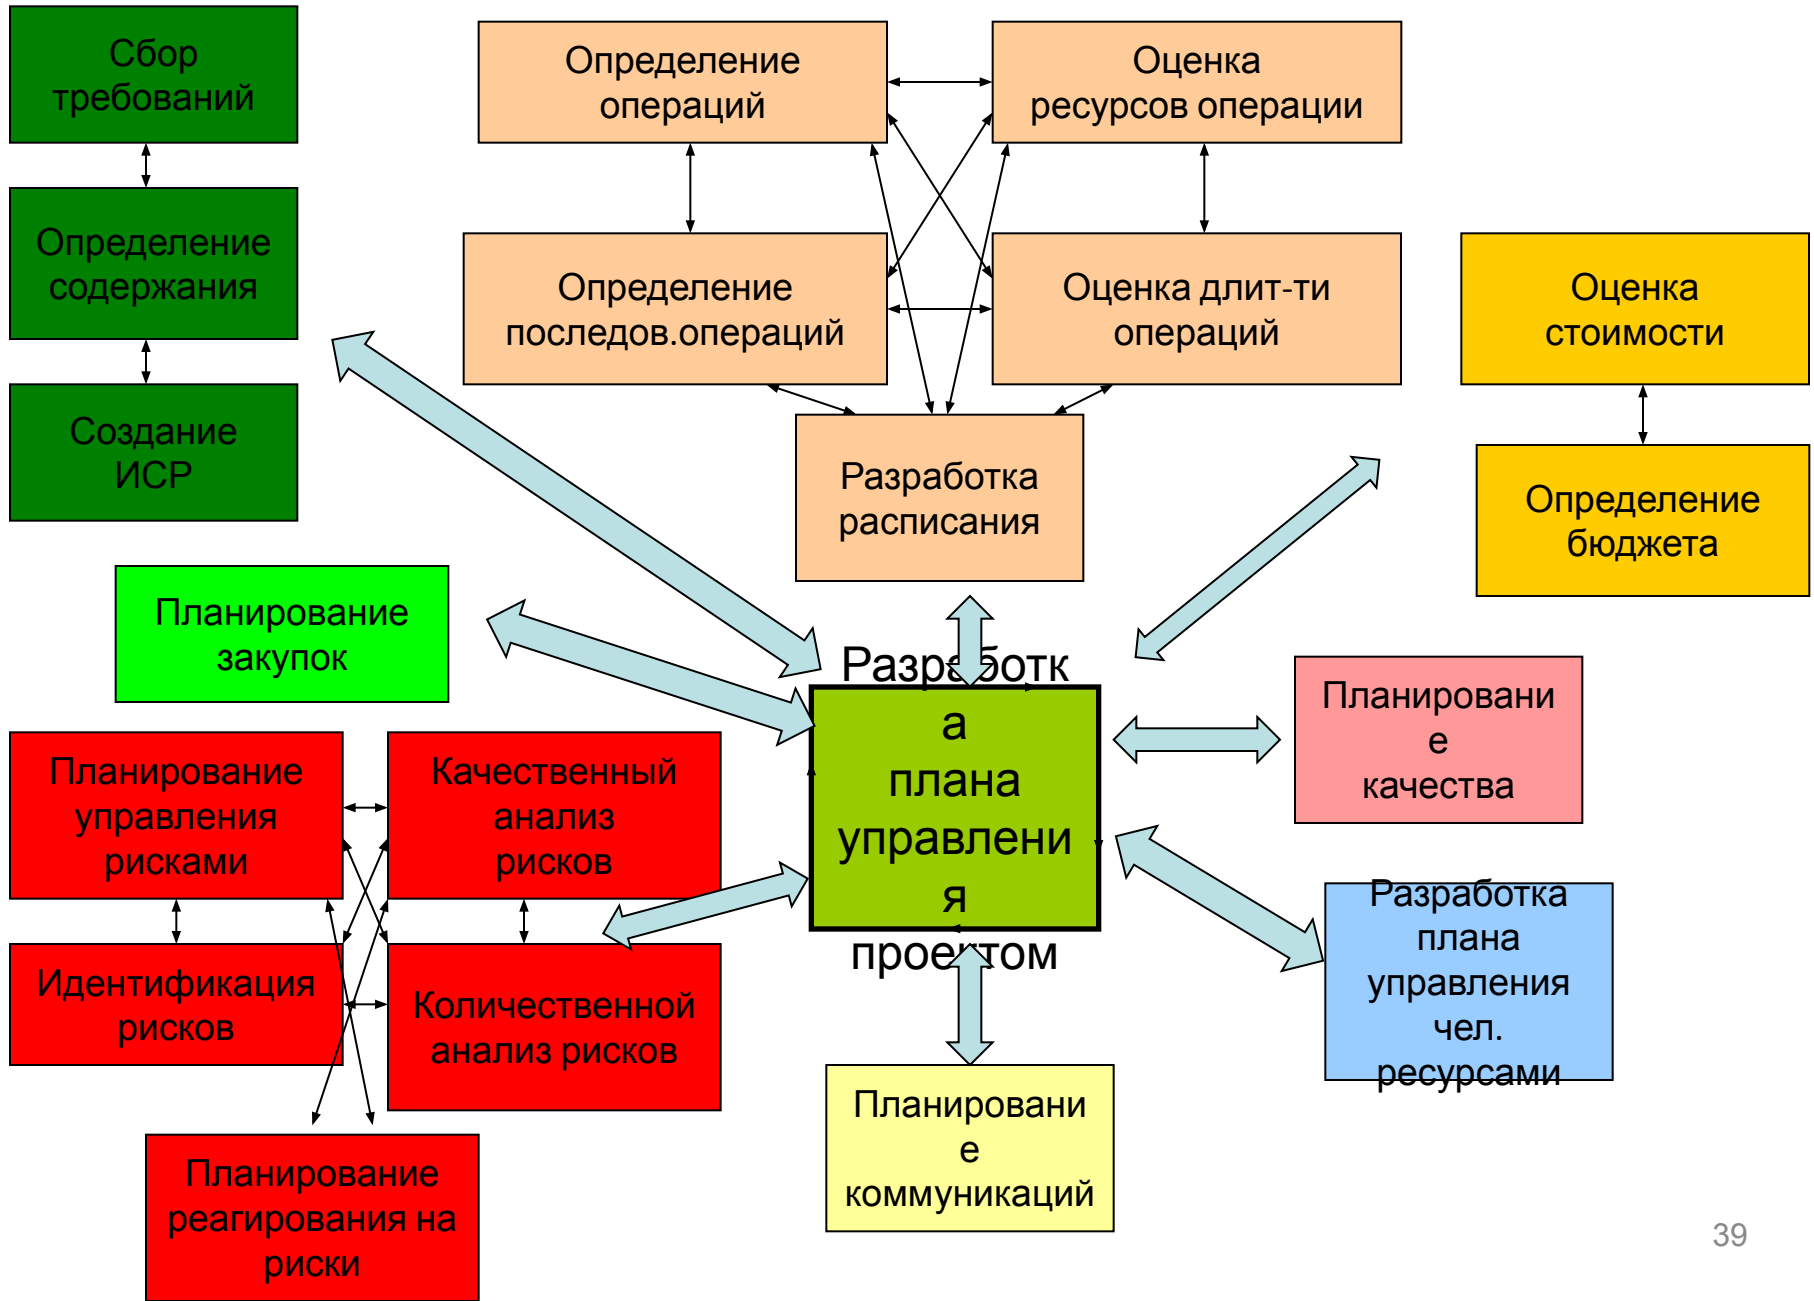 Сбор
требований
Определение
содержания
Создание
ИСР
Определение
операций
Оценка
ресурсов операции
Определение
последов.операций
Оценка длит-ти
операций
Разработка
расписания
Оценка
стоимости
Определение
бюджета
Планирование
закупок
Разработк
а
плана
управлени
я
проектом
Планировани
е
качества
Планирование
управления
рисками
Качественный
анализ
рисков
Идентификация
рисков
Количественной
анализ рисков
Планирование
реагирования на
риски
Планировани
е
коммуникаций
Разработка
плана
управления
чел.
ресурсами
39